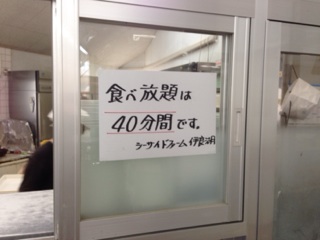 食べ放題は
40分間です。
シーサイドファーム伊良湖